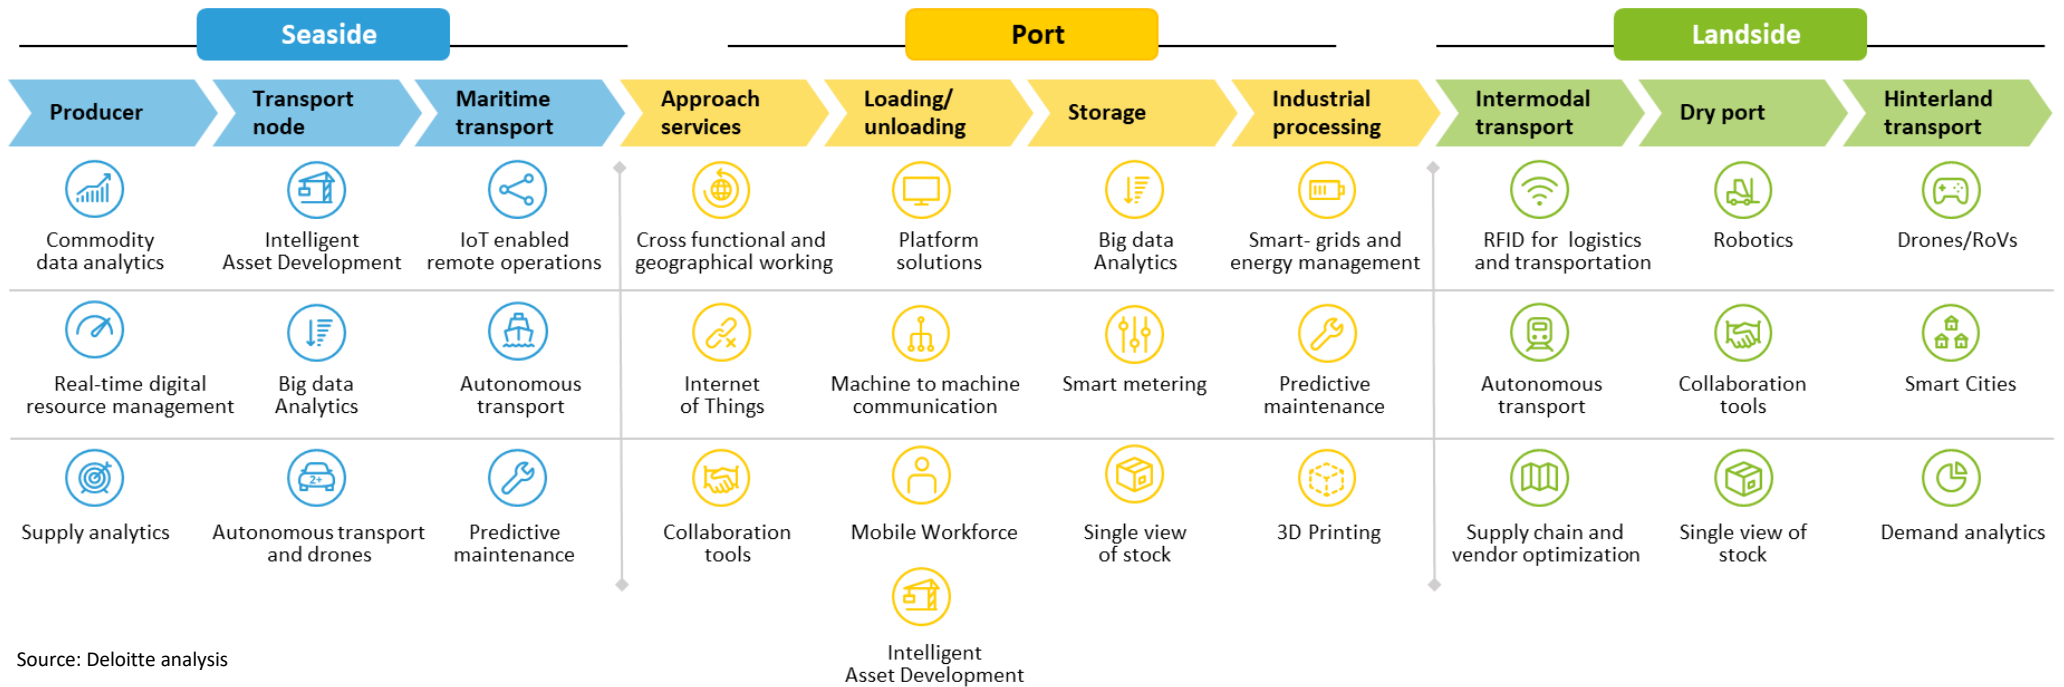 Seaside
Port
Landside
Producer
Transport
node
Maritime
transport
Approach
services
Loading/
unloading
Storage
Industrial
processing
Intermodal
transport
Dry port
Hinterland
transport
Commodity
data analytics
Intelligent
Asset Development
IoT enabled
remote operations
Cross functional and
geographical working
Platform
solutions
Big data
Analytics
Smart- grids and
energy management
RFID for logistics
and transportation
Robotics
Drones/RoVs
Real-time digital
resource management
Big data
Analytics
Autonomous
transport
Internet
of Things
Machine to machine
communication
Smart metering
Predictive
maintenance
Autonomous
transport
Collaboration
tools
Smart Cities
2+
Supply analytics
Autonomous transport
and drones
Predictive
maintenance
Collaboration
tools
Mobile Workforce
Single view
of stock
3D Printing
Supply chain and
vendor optimization
Single view of
stock
Demand analytics
Intelligent
Asset Development
Source: Deloitte analysis